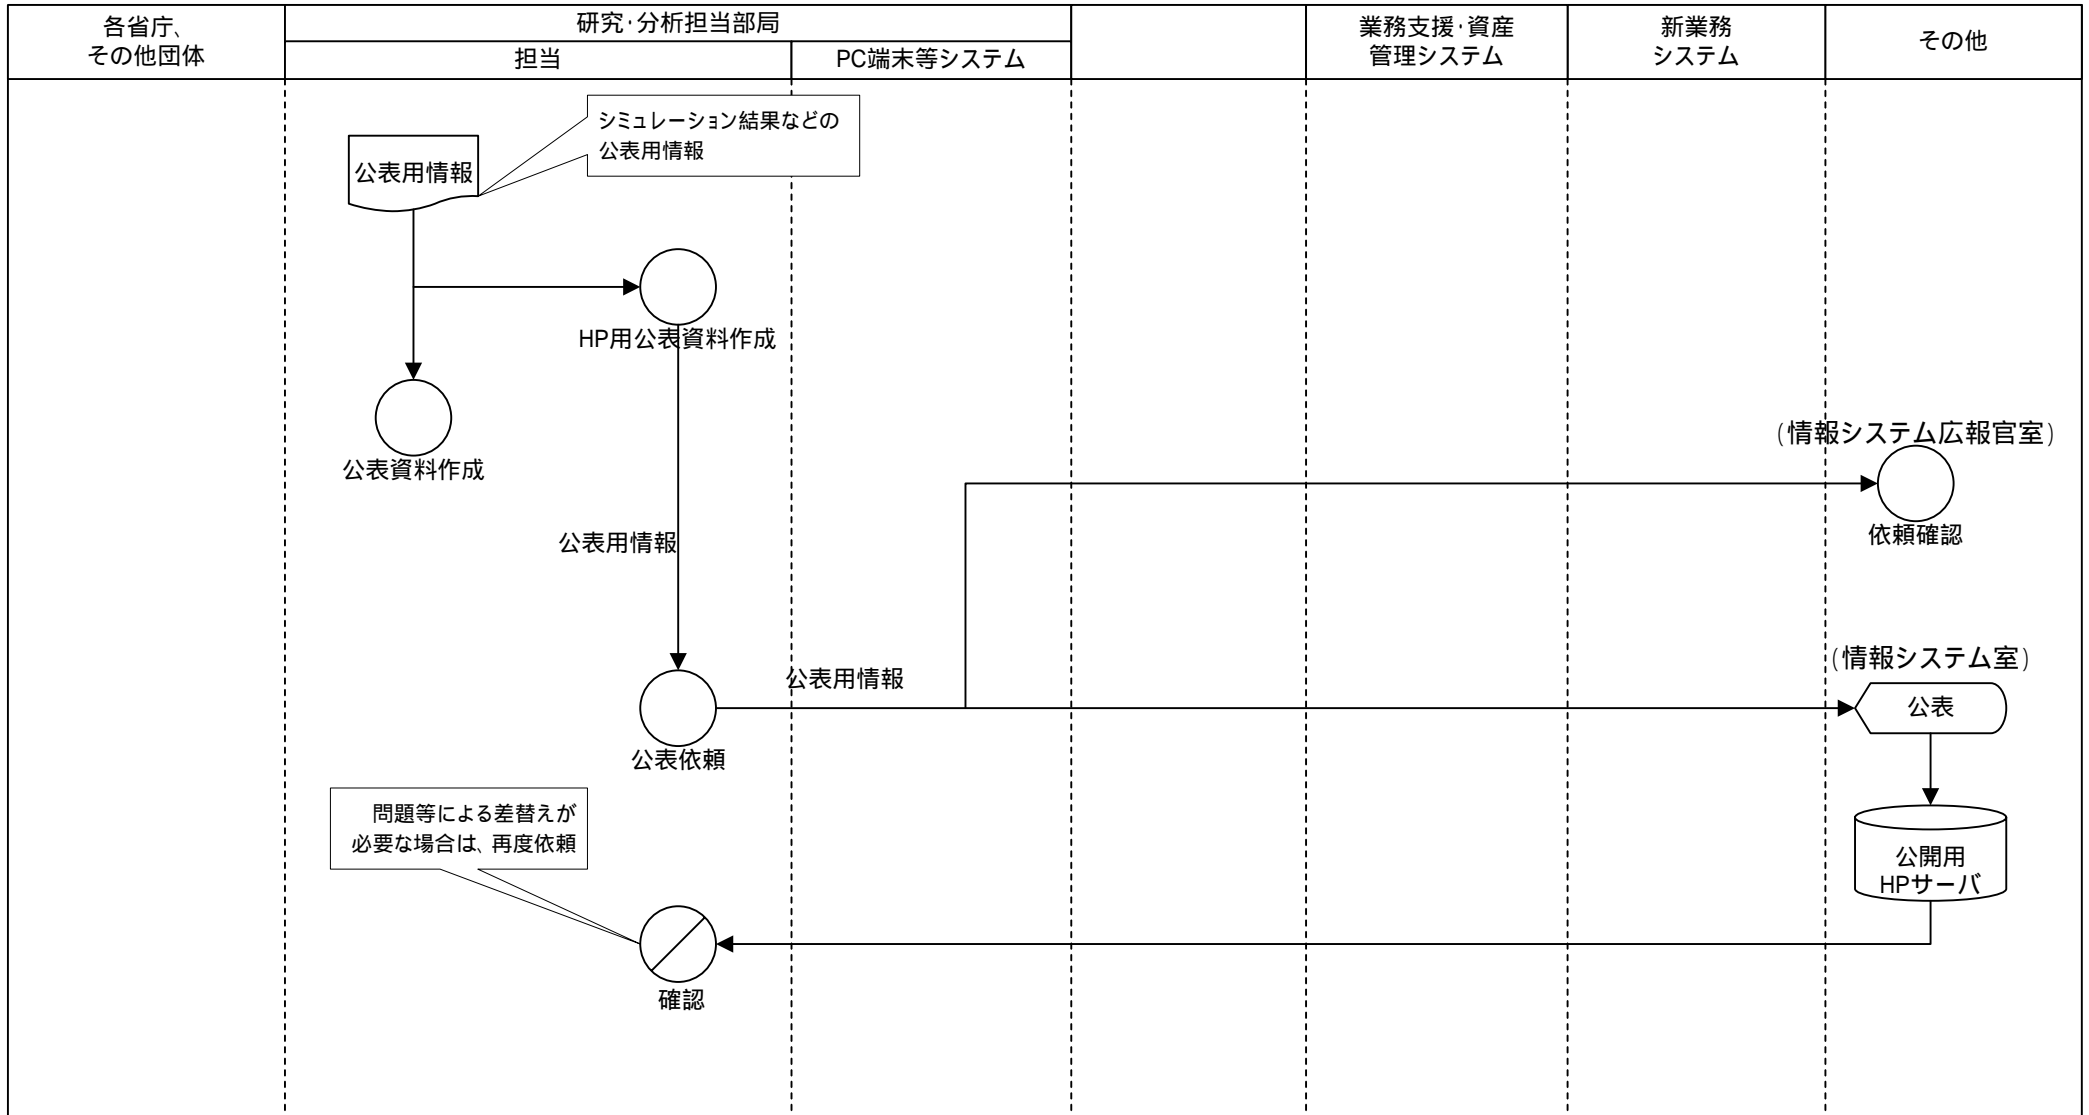 各省庁、
その他団体
研究・分析担当部局
担当
PC端末等システム
業務支援・資産
管理システム
新業務
システム
その他
シミュレーション結果などの
公表用情報
公表用情報
HP用公表資料作成
公表資料作成
(情報システム広報官室)
依頼確認
公表用情報
(情報システム室)
公表用情報
公表
公表依頼
問題等による差替えが
必要な場合は、再度依頼
公開用
HPサーバ
確認